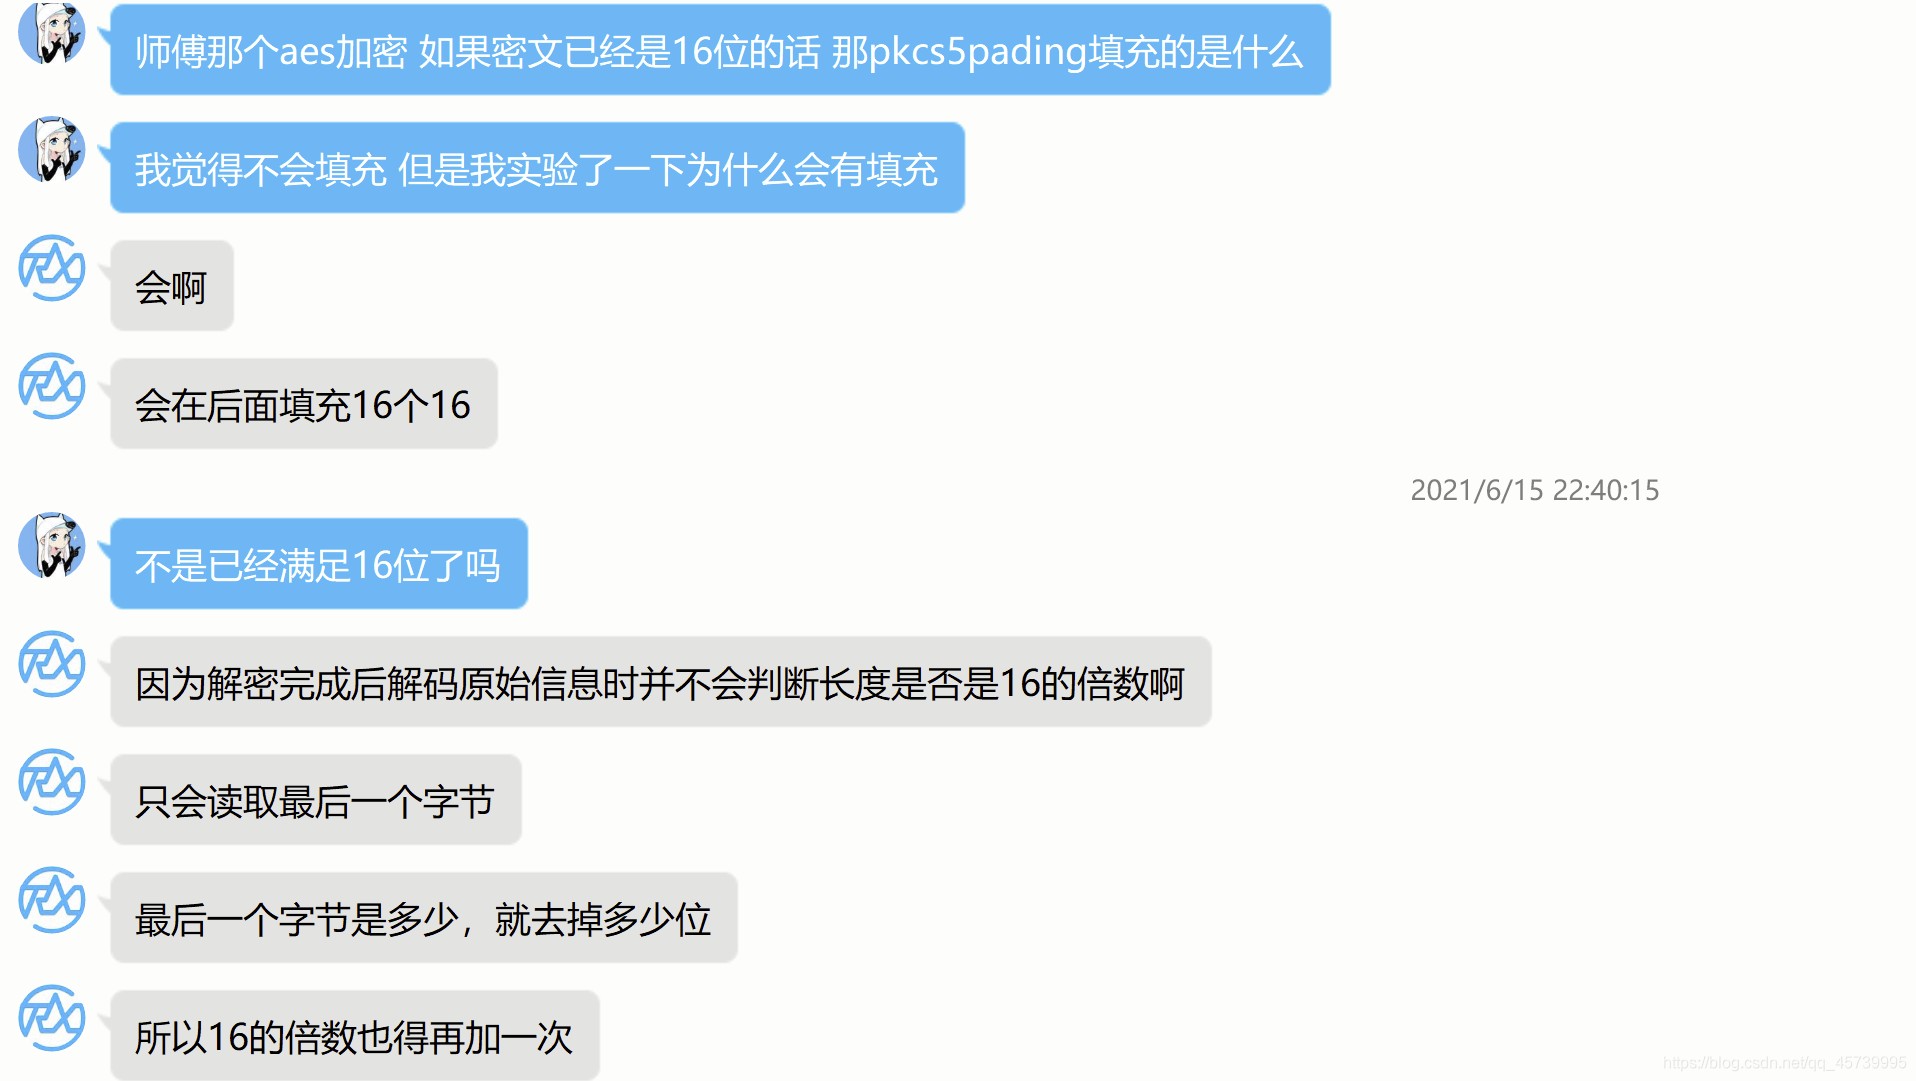 师傅那个aes加密 如果密文已经是16位的话 那pkcs5pading填充的是什么
我觉得不会填充 但是我实验了一下为什么会有填充
会啊
会在后面填充16个16
2021/6/15 22:40:15
不是已经满足16位了吗
因为解密完成后解码原始信息时并不会判断长度是否是16的倍数啊
只会读取最后一个字节
最后一个字节是多少，就去掉多少位
所以16的倍数也得再加一次
https://blog.csdn.net/qq_45739995